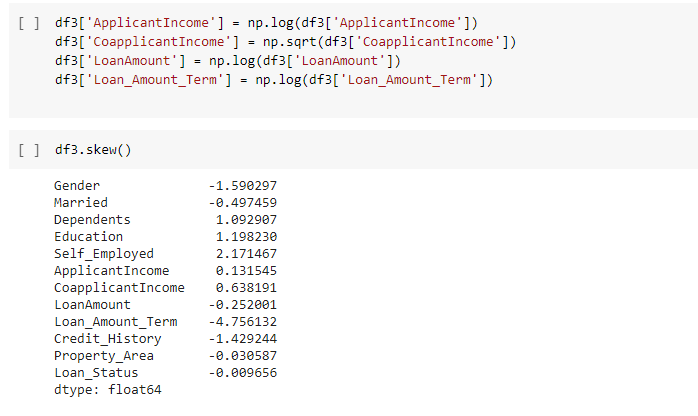 [ ] df3['ApplicantIncome'] = np.log(df3['ApplicantIncome'])
df3['CoapplicantIncome'] = np.sqrt(df3['CoapplicantIncome'])
df3['LoanAmount'] = np.log(df3['LoanAmount'])
df3['Loan_Amount_Term'] = np.log(df3['Loan_Amount_Term'])
[ ] df3.skew()
Gender -1.590297
Married -0.497459
Dependents 1.092907
Education 1.198230
Self_Employed 2.171467
ApplicantIncome 0.131545
CoapplicantIncome 0.638191
LoanAmount -0.252001
Loan_Amount_Term -4.756132
Credit_History -1.429244
Property_Area -0.030587
Loan_Status -0.009656
dtype: float64